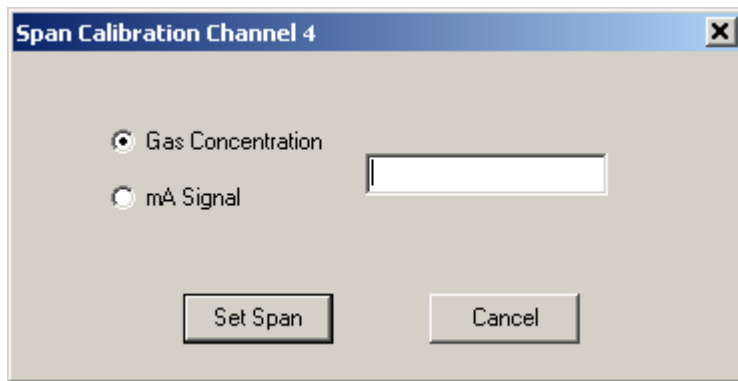 Span Calibration Channel 4
Gas Concentration
mA Signal
Set Span
Cancel